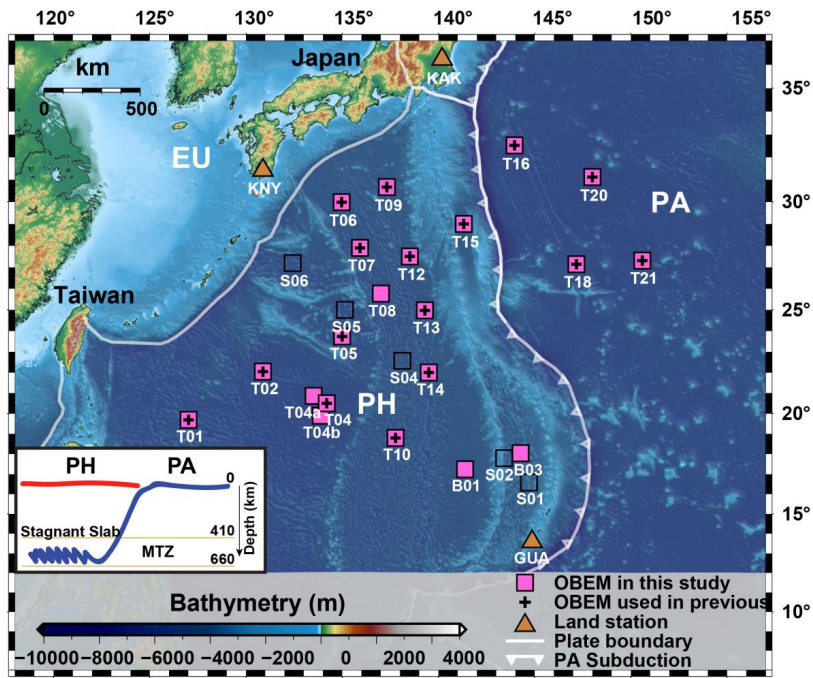 120° 125° 130° 135° 140° 145° 150° 155°
Japan
km
0 500
KAK
35°
EU
KNY
T16
T20
PA
30°
T09
T06
T15
T07
T12
S06
T18
T21
Taiwan
T08
25°
S05
T13
T05
S04
T02
T14
T04a
T04
PH
20°
T01
T04b
T10
B03
S02
B01
S01
15°
GUA
PH PA
0
Stagnant Slab
410
MTZ
660
Depth (km)
OBEM in this study
OBEM used in previous
Land station
Plate boundary
PA Subduction
10°
Bathymetry (m)
−10000 −8000 −6000 −4000 −2000 0 2000 4000